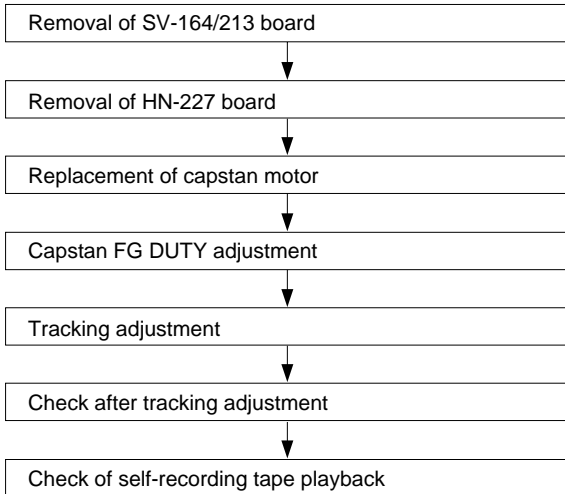 Removal of SV-164/213 board
Removal of HN-227 board
Replacement of capstan motor
Capstan FG DUTY adjustment
Tracking adjustment
Check after tracking adjustment
Check of self-recording tape playback